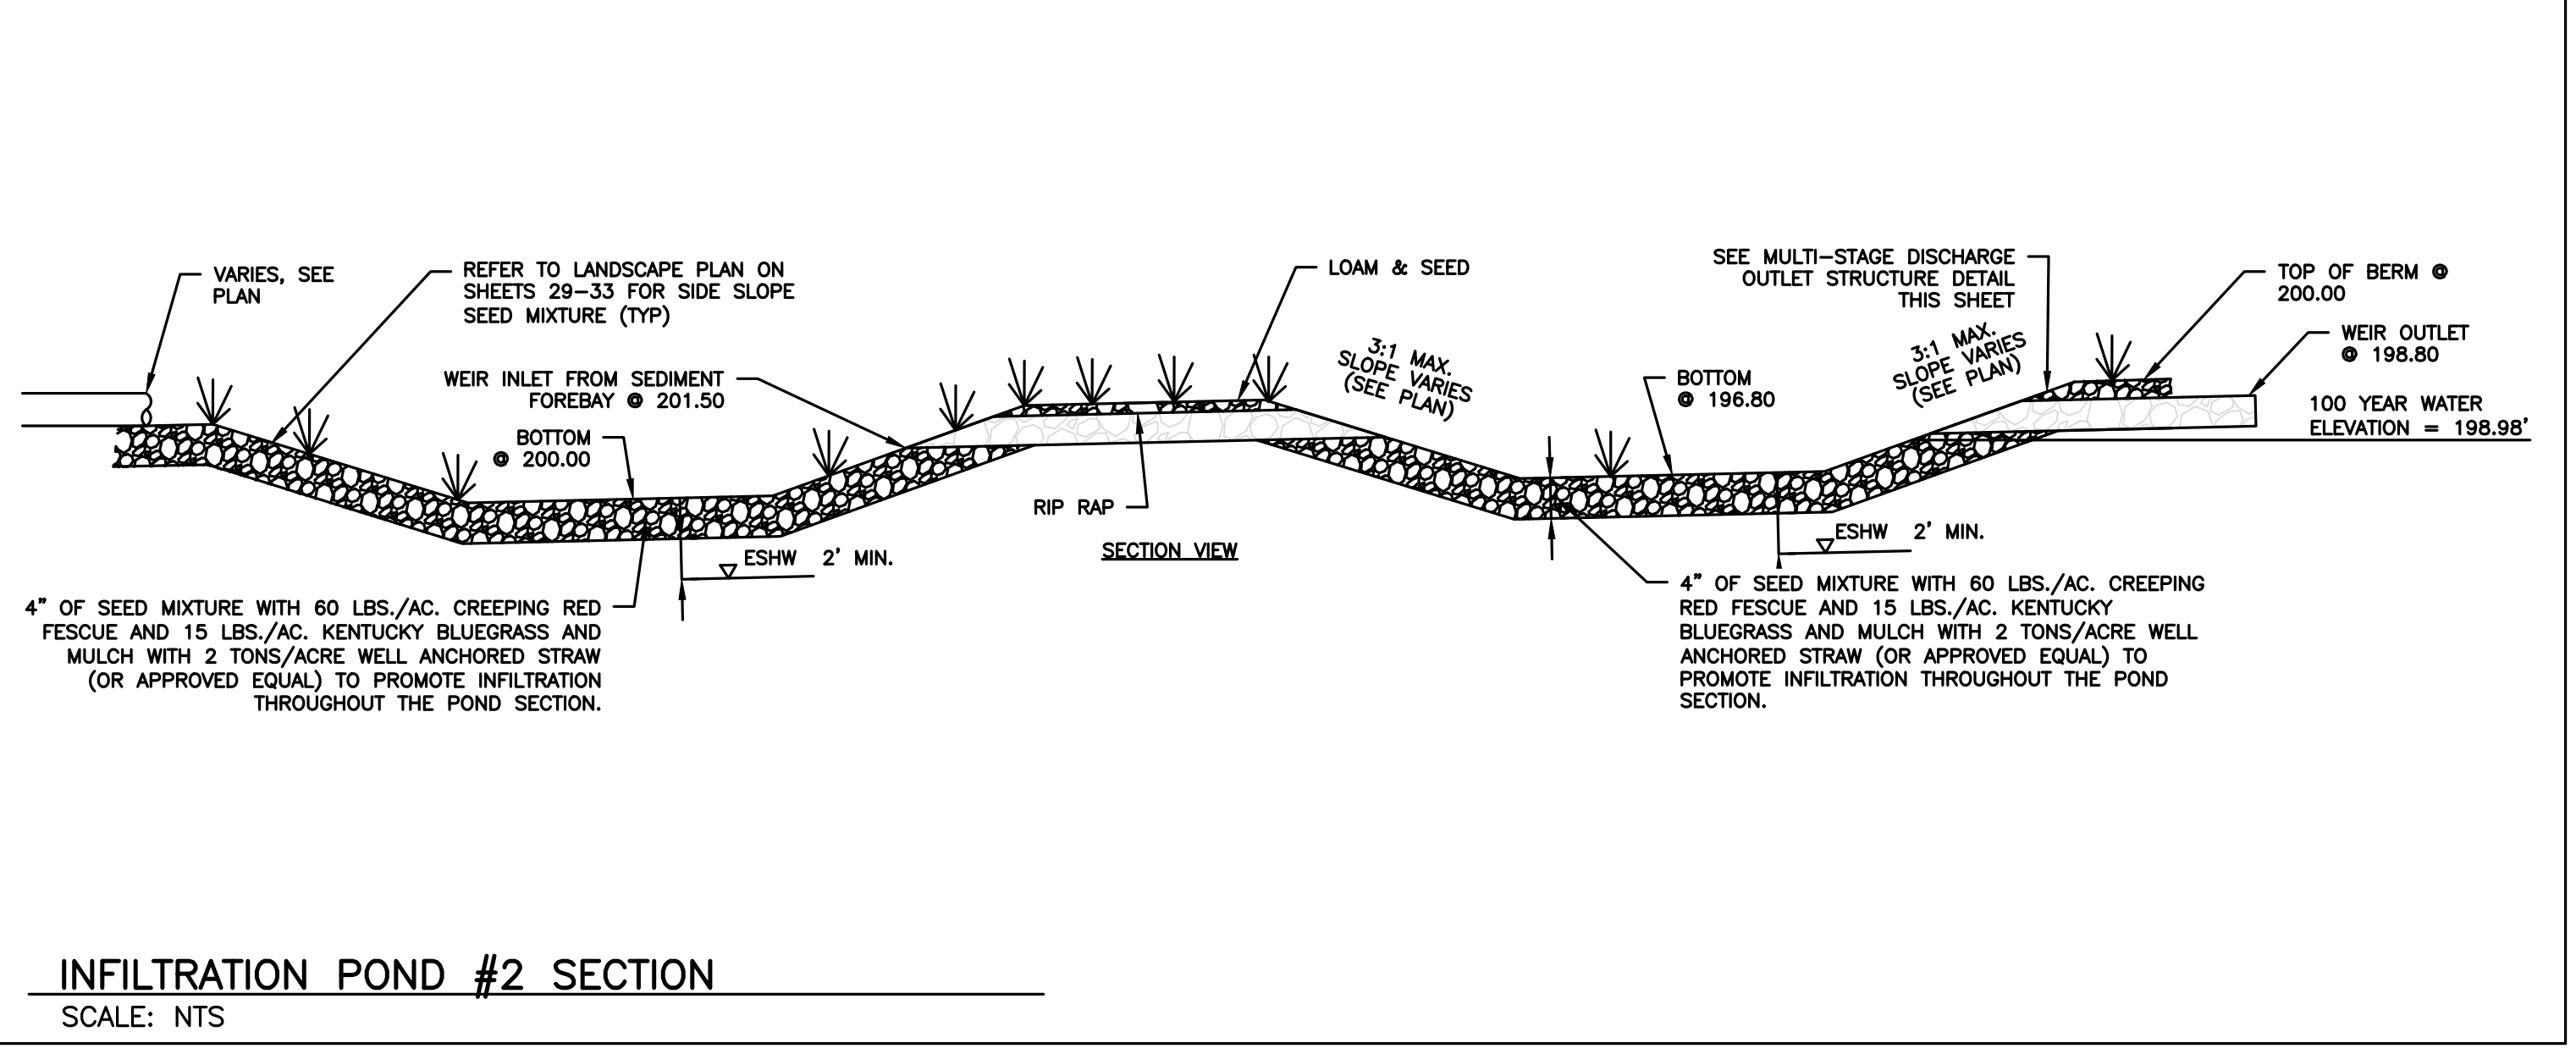 VARIES, SEE
PLAN
REFER TO LANDSCAPE PLAN ON
SHEETS 29-33 FOR SIDE SLOPE
SEED MIXTURE (TYP)
WEIR INLET FROM SEDIMENT
FOREBAY @ 201.50
BOTTOM
@ 200.00
LOAM & SEED
3:1 MAX.
SLOPE VARIES
(SEE PLAN)
RIP RAP
SECTION VIEW
SEE MULTI-STAGE DISCHARGE
OUTLET STRUCTURE DETAIL
THIS SHEET
3:1 MAX.
SLOPE VARIES
(SEE PLAN)
BOTTOM
@ 196.80
TOP OF BERM @
200.00
WEIR OUTLET
@ 198.80
100 YEAR WATER
ELEVATION = 198.98'
ESHW 2' MIN.
ESHW 2' MIN.
4" OF SEED MIXTURE WITH 60 LBS./AC. CREEPING RED
FESCUE AND 15 LBS./AC. KENTUCKY BLUEGRASS AND
MULCH WITH 2 TONS/ACRE WELL ANCHORED STRAW
(OR APPROVED EQUAL) TO PROMOTE INFILTRATION
THROUGHOUT THE POND SECTION.
4" OF SEED MIXTURE WITH 60 LBS./AC. CREEPING
RED FESCUE AND 15 LBS./AC. KENTUCKY
BLUEGRASS AND MULCH WITH 2 TONS/ACRE WELL
ANCHORED STRAW (OR APPROVED EQUAL) TO
PROMOTE INFILTRATION THROUGHOUT THE POND
SECTION.
INFILTRATION POND #2 SECTION
SCALE: NTS